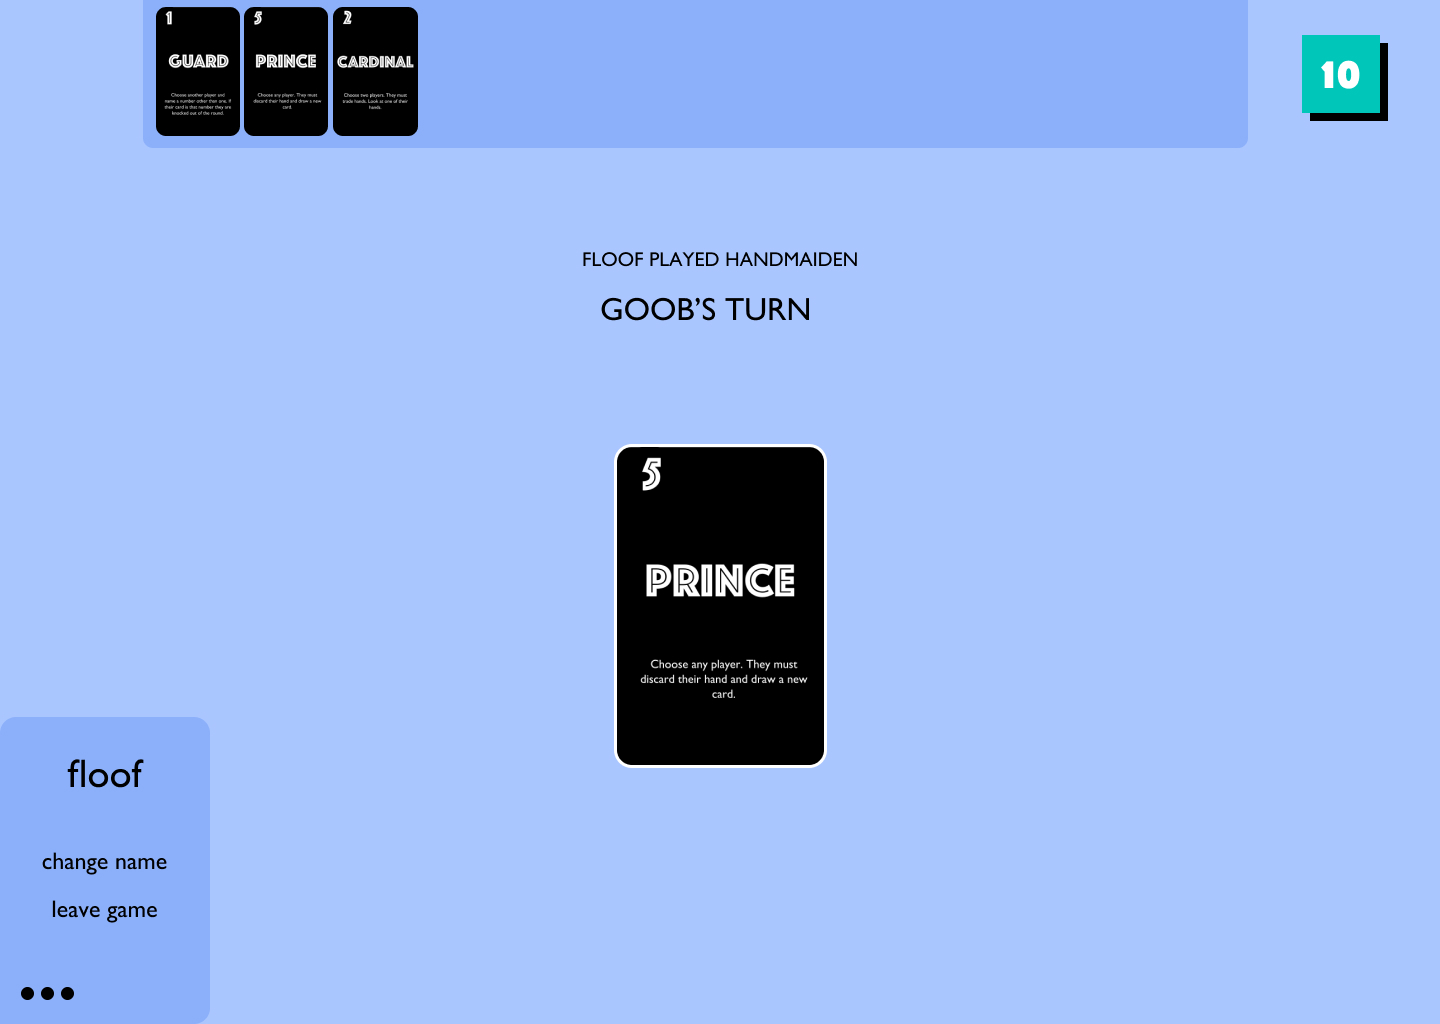 1
GUARD
Choose another player and
name a number other than one. If
their card is that number they are
knocked out of the round.
5
PRINCE
Choose any player. They must
discard their hand and draw a new
card.
2
CARDINAL
Choose two players. They must
trade hands. Look at one of their
hands.
10
FLOOF PLAYED HANDMAIDEN
GOOB’S TURN
5
PRINCE
Choose any player. They must
discard their hand and draw a new
card.
floof
change name
leave game